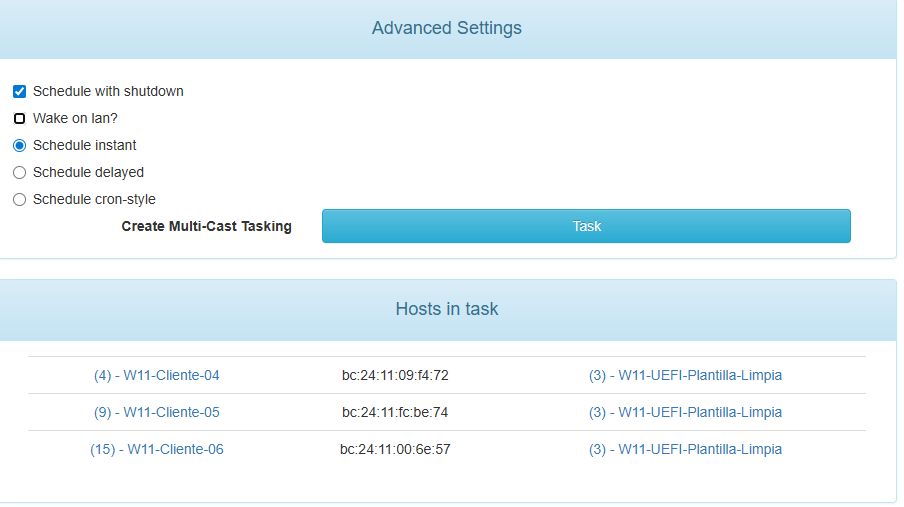 Advanced Settings
Schedule with shutdown
Wake on lan?
Schedule instant
Schedule delayed
Schedule cron-style
Create Multi-Cast Tasking Task
Hosts in task
(4) - W11-Cliente-04 bc:24:11:09:f4:72 (3) - W11-UEFI-Plantilla-Limpia
(9) - W11-Cliente-05 bc:24:11:fc:be:74 (3) - W11-UEFI-Plantilla-Limpia
(15) - W11-Cliente-06 bc:24:11:00:6e:57 (3) - W11-UEFI-Plantilla-Limpia